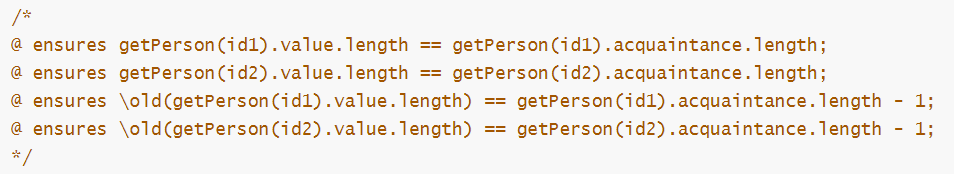 /*
@ ensures getPerson(id1).value.length == getPerson(id1).acquaintance.length;
@ ensures getPerson(id2).value.length == getPerson(id2).acquaintance.length;
@ ensures \old(getPerson(id1).value.length) == getPerson(id1).acquaintance.length - 1;
@ ensures \old(getPerson(id2).value.length) == getPerson(id2).acquaintance.length - 1;
*/